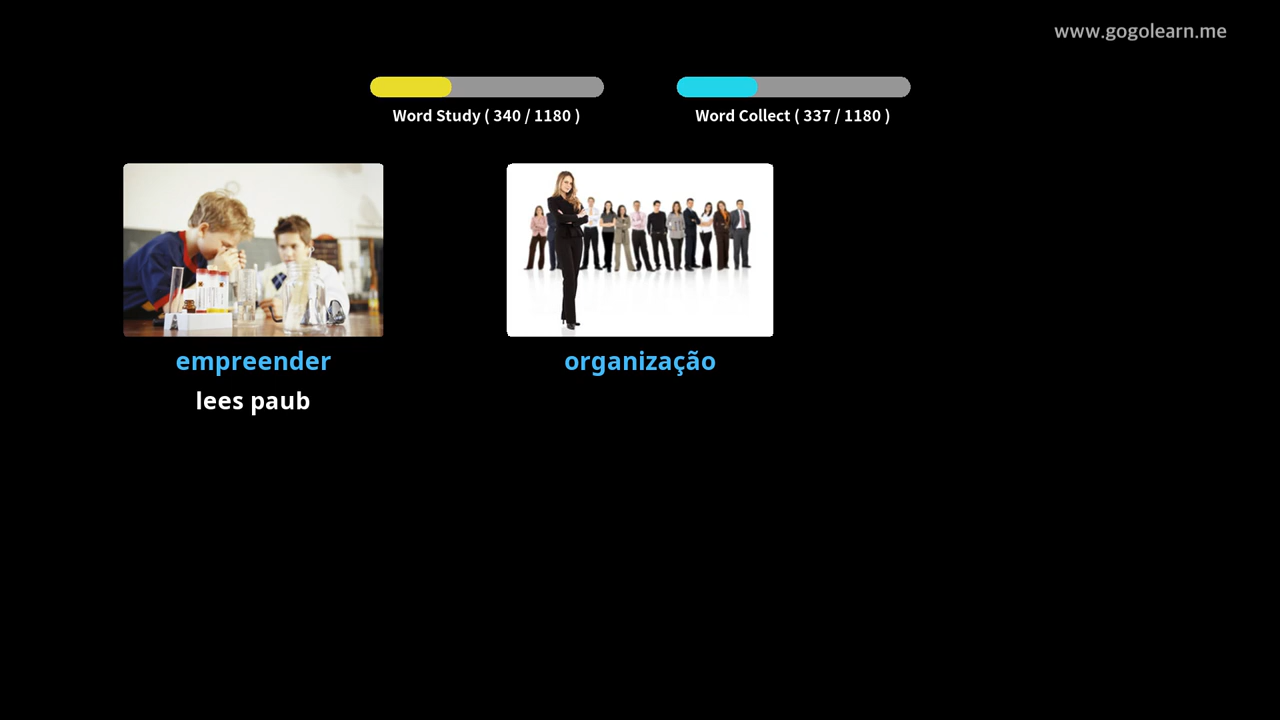 www.gogolearn.me
Word Study ( 340 / 1180 )
Word Collect ( 337 / 1180 )
empreender
organização
lees paub